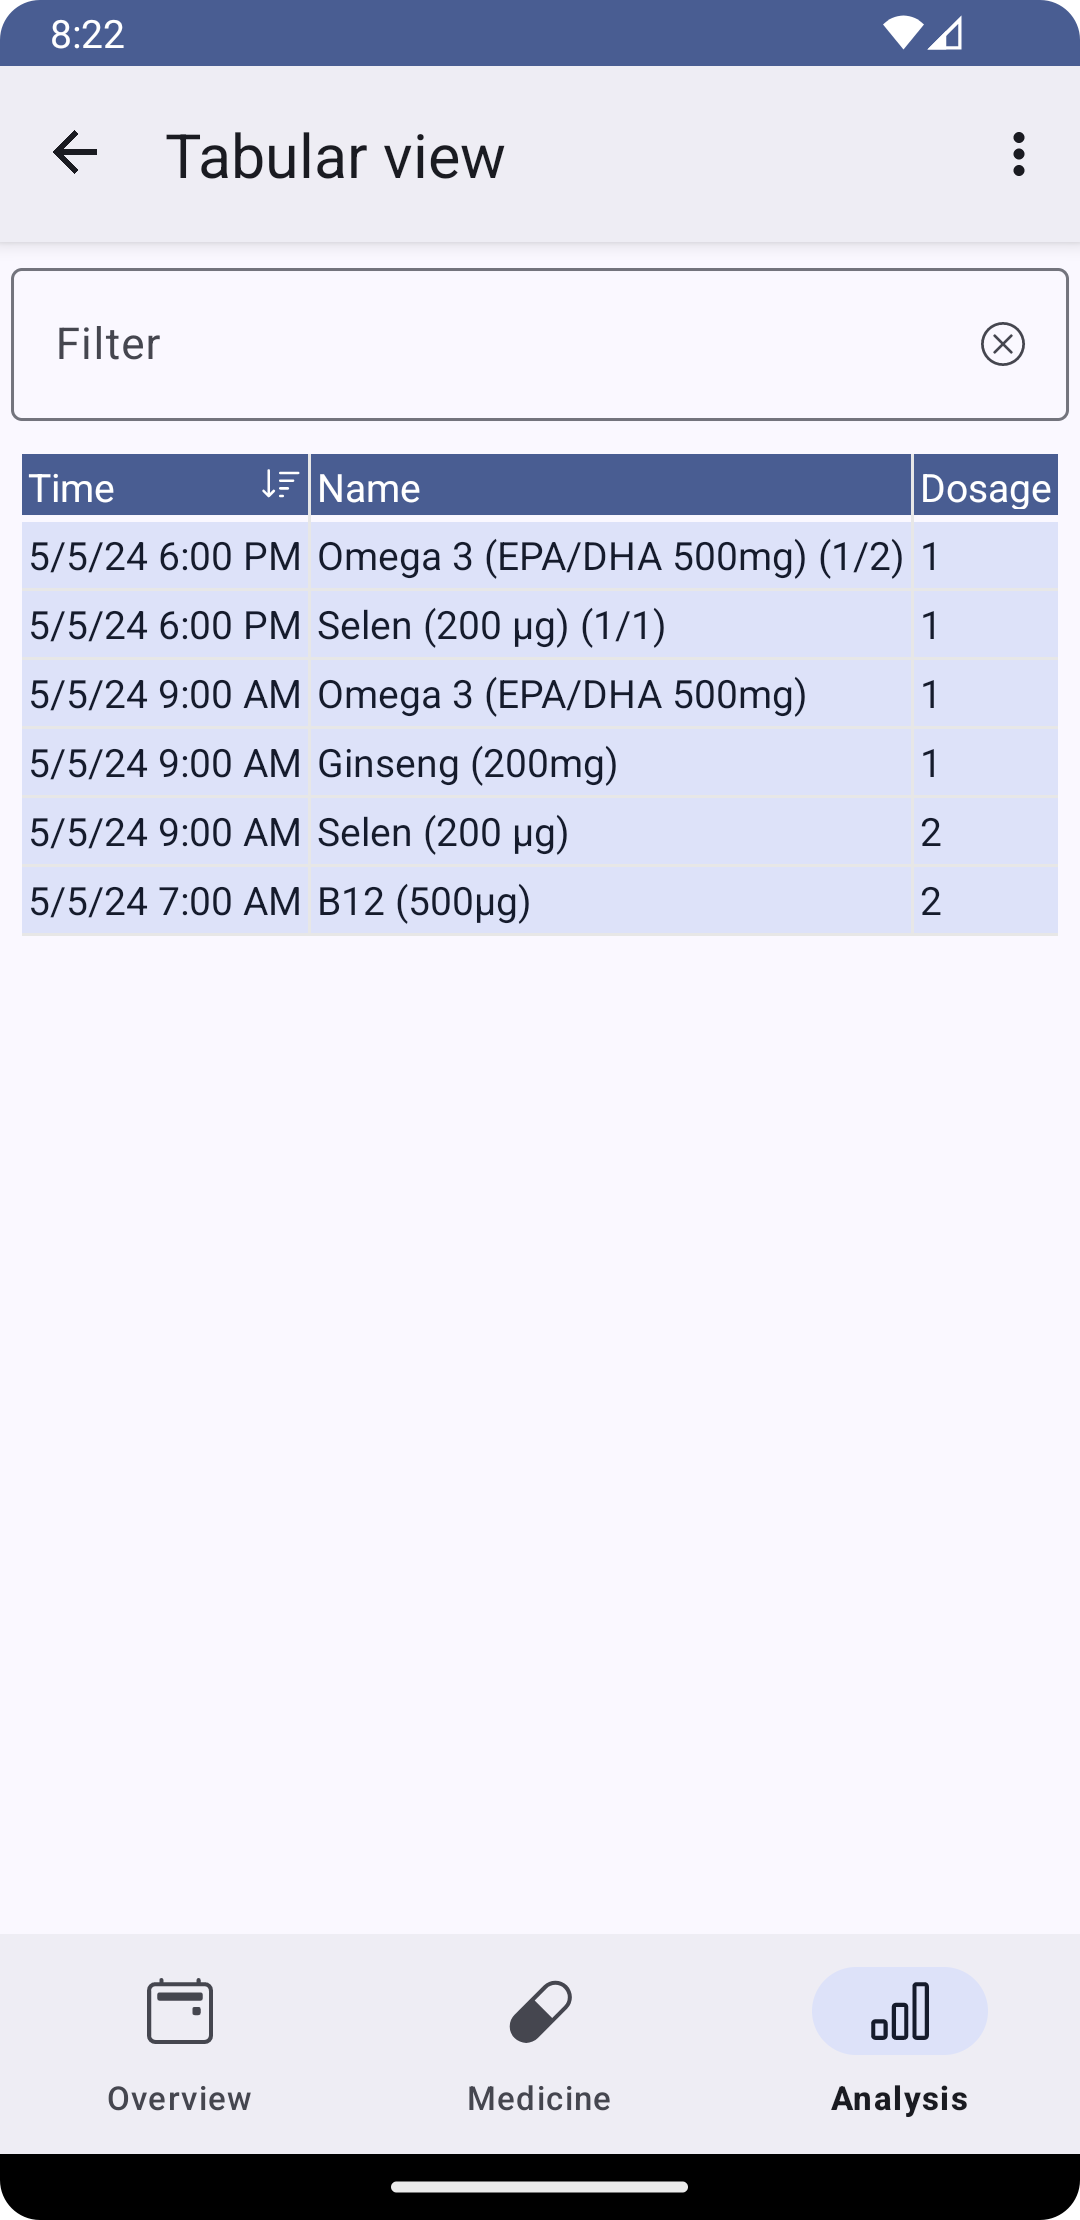 8:22
Tabular view
Filter
Time Name Dosage
5/5/24 6:00 PM Omega 3 (EPA/DHA 500mg) (1/2) 1
5/5/24 6:00 PM Selen (200 µg) (1/1) 1
5/5/24 9:00 AM Omega 3 (EPA/DHA 500mg) 1
5/5/24 9:00 AM Ginseng (200mg) 1
5/5/24 9:00 AM Selen (200 µg) 2
5/5/24 7:00 AM B12 (500µg) 2
Overview Medicine Analysis